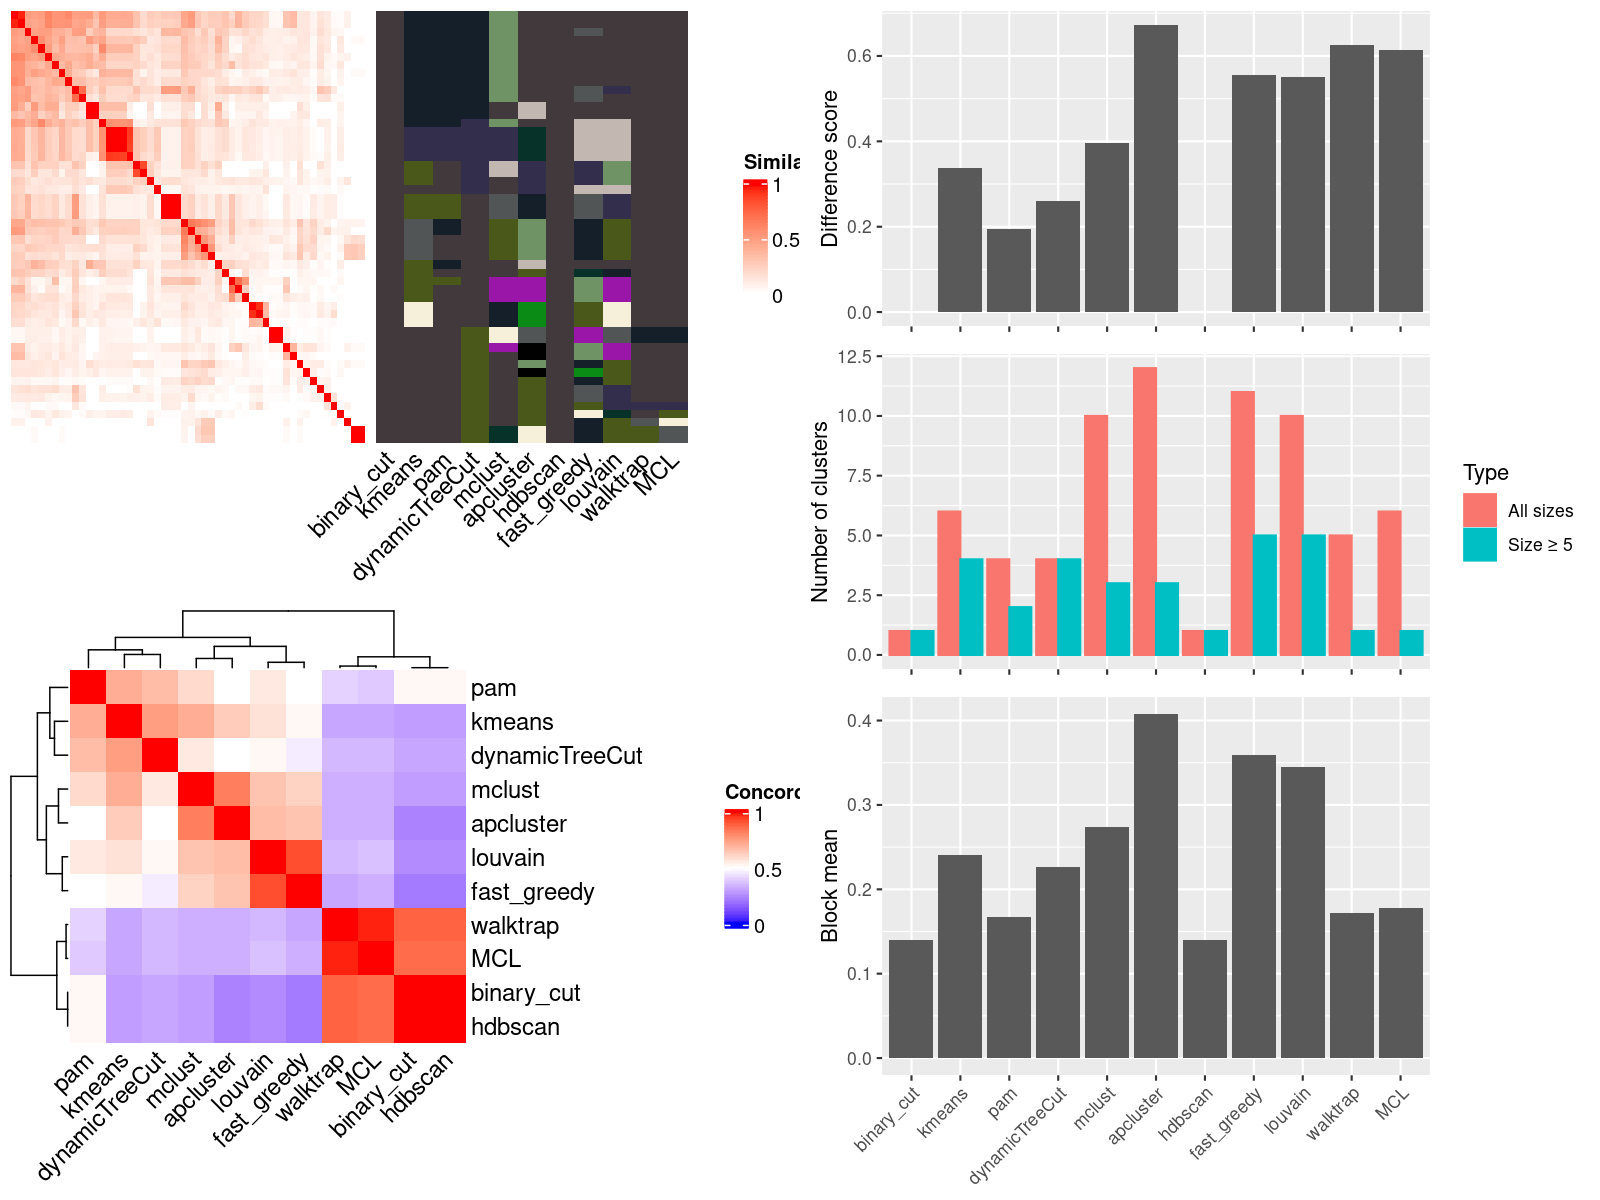 Simila
1
0.5
0
binary_cut
kmeans
pam
dynamicTreeCut
mclust
apcluster
hdbscan
fast_greedy
louvain
walktrap
MCL
pam
kmeans
dynamicTreeCut
mclust
apcluster
louvain
fast_greedy
walktrap
MCL
binary_cut
hdbscan
pam
kmeans
dynamicTreeCut
mclust
apcluster
louvain
fast_greedy
walktrap
MCL
binary_cut
hdbscan
Concord
1
0.5
0
Difference score
0.6
0.4
0.2
0.0
Number of clusters
12.5
10.0
7.5
5.0
2.5
0.0
Type
All sizes
Size ≥ 5
Block mean
0.4
0.3
0.2
0.1
0.0
binary_cut
kmeans
pam
dynamicTreeCut
mclust
apcluster
hdbscan
fast_greedy
louvain
walktrap
MCL